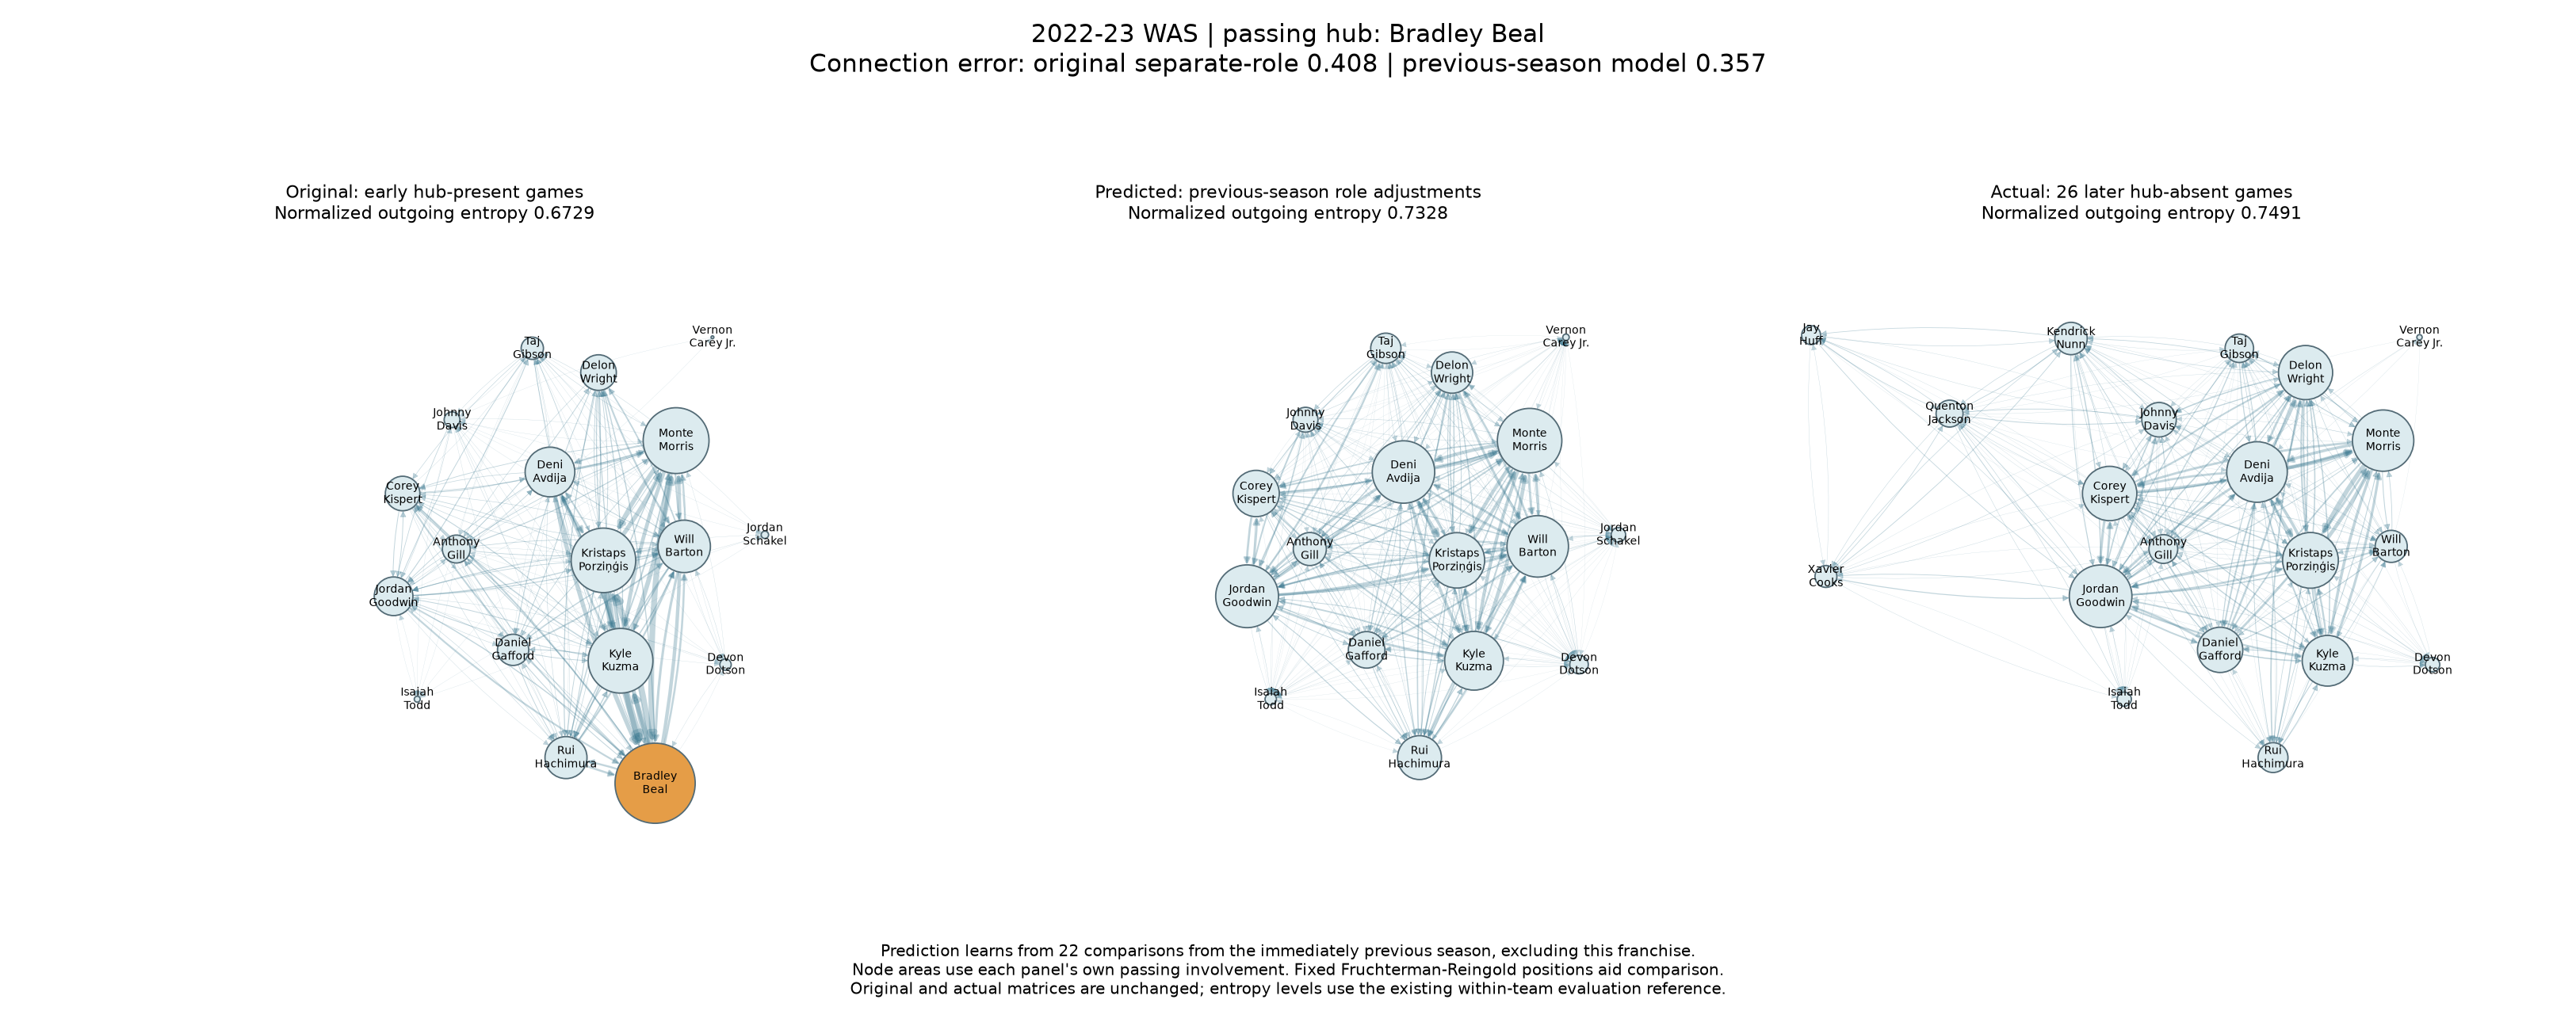 2022-23 WAS | passing hub: Bradley Beal
Connection error: original separate-role 0.408 | previous-season model 0.357
Original: early hub-present games
Normalized outgoing entropy 0.6729
Taj
Gibson
Vernon
Carey Jr.
Delon
Wright
Johnny
Davis
Monte
Morris
Deni
Avdija
Corey
Kispert
Jordan
Schakel
Anthony
Gill
Kristaps
Porziņģis
Will
Barton
Jordan
Goodwin
Daniel
Gafford
Kyle
Kuzma
Devon
Dotson
Isaiah
Todd
Rui
Hachimura
Bradley
Beal
Predicted: previous-season role adjustments
Normalized outgoing entropy 0.7328
Taj
Gibson
Vernon
Carey Jr.
Delon
Wright
Johnny
Davis
Monte
Morris
Deni
Avdija
Corey
Kispert
Jordan
Schakel
Anthony
Gill
Kristaps
Porziņģis
Will
Barton
Jordan
Goodwin
Daniel
Gafford
Kyle
Kuzma
Devon
Dotson
Isaiah
Todd
Rui
Hachimura
Actual: 26 later hub-absent games
Normalized outgoing entropy 0.7491
Jay
Huff
Kendrick
Nunn
Taj
Gibson
Vernon
Carey Jr.
Delon
Wright
Quenton
Jackson
Johnny
Davis
Monte
Morris
Deni
Avdija
Corey
Kispert
Anthony
Gill
Kristaps
Porziņģis
Will
Barton
Xavier
Cooks
Jordan
Goodwin
Daniel
Gafford
Kyle
Kuzma
Devon
Dotson
Isaiah
Todd
Rui
Hachimura
Prediction learns from 22 comparisons from the immediately previous season, excluding this franchise.
Node areas use each panel's own passing involvement. Fixed Fruchterman-Reingold positions aid comparison.
Original and actual matrices are unchanged; entropy levels use the existing within-team evaluation reference.